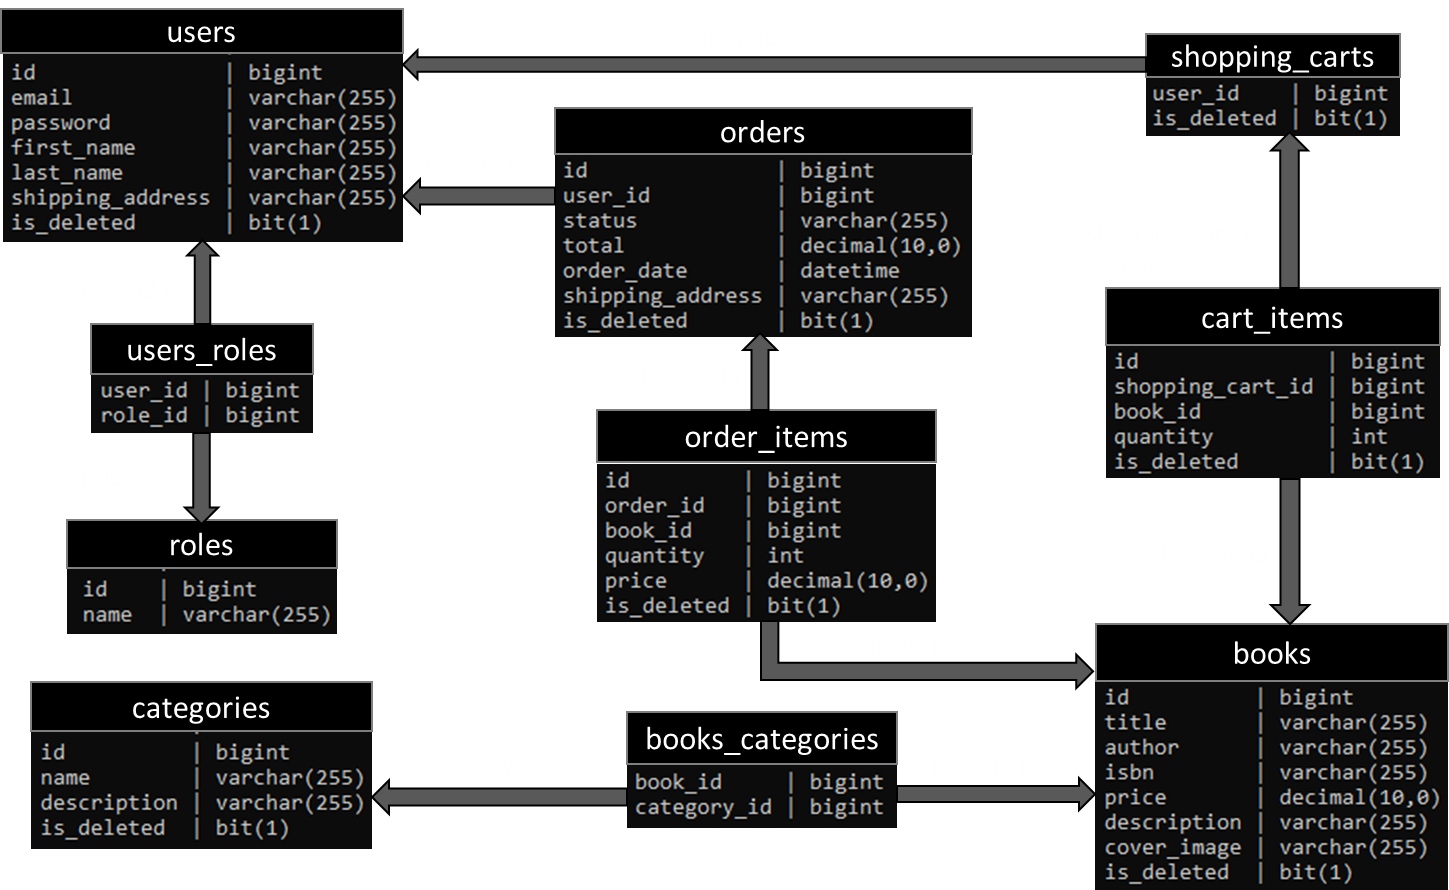 users
id | bigint
email | varchar(255)
password | varchar(255)
first_name | varchar(255)
last_name | varchar(255)
shipping_address | varchar(255)
is_deleted | bit(1)
shopping_carts
user_id | bigint
is_deleted | bit(1)
orders
id | bigint
user_id | bigint
status | varchar(255)
total | decimal(10,0)
order_date | datetime
shipping_address | varchar(255)
is_deleted | bit(1)
users_roles
user_id | bigint
role_id | bigint
cart_items
id | bigint
shopping_cart_id | bigint
book_id | bigint
quantity | int
is_deleted | bit(1)
order_items
id | bigint
order_id | bigint
book_id | bigint
quantity | int
price | decimal(10,0)
is_deleted | bit(1)
roles
id | bigint
name | varchar(255)
books
id | bigint
title | varchar(255)
author | varchar(255)
isbn | varchar(255)
price | decimal(10,0)
description | varchar(255)
cover_image | varchar(255)
is_deleted | bit(1)
categories
id | bigint
name | varchar(255)
description | varchar(255)
is_deleted | bit(1)
books_categories
book_id | bigint
category_id | bigint